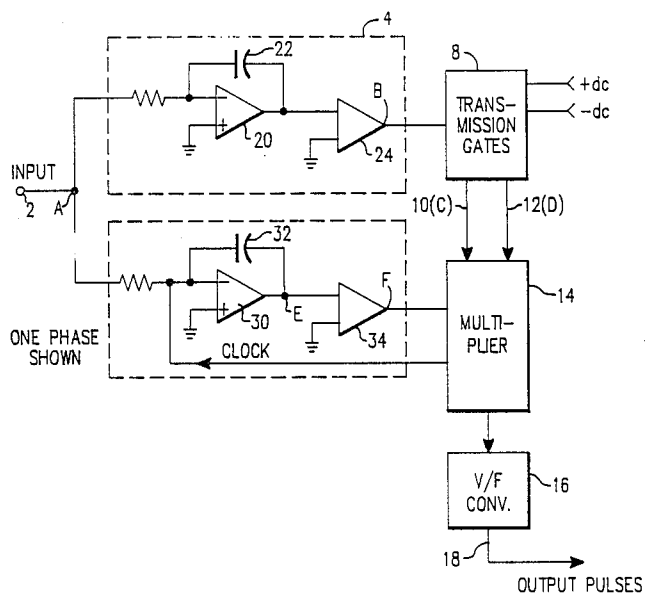 4
22
8
B
TRANS-
MISSION
GATES
+dc
-dc
20
24
INPUT
2
A
10(C)
12(D)
32
F
14
30
E
MULTI-
PLIER
34
ONE PHASE
SHOWN
CLOCK
V/F
CONV.
16
18
OUTPUT PULSES